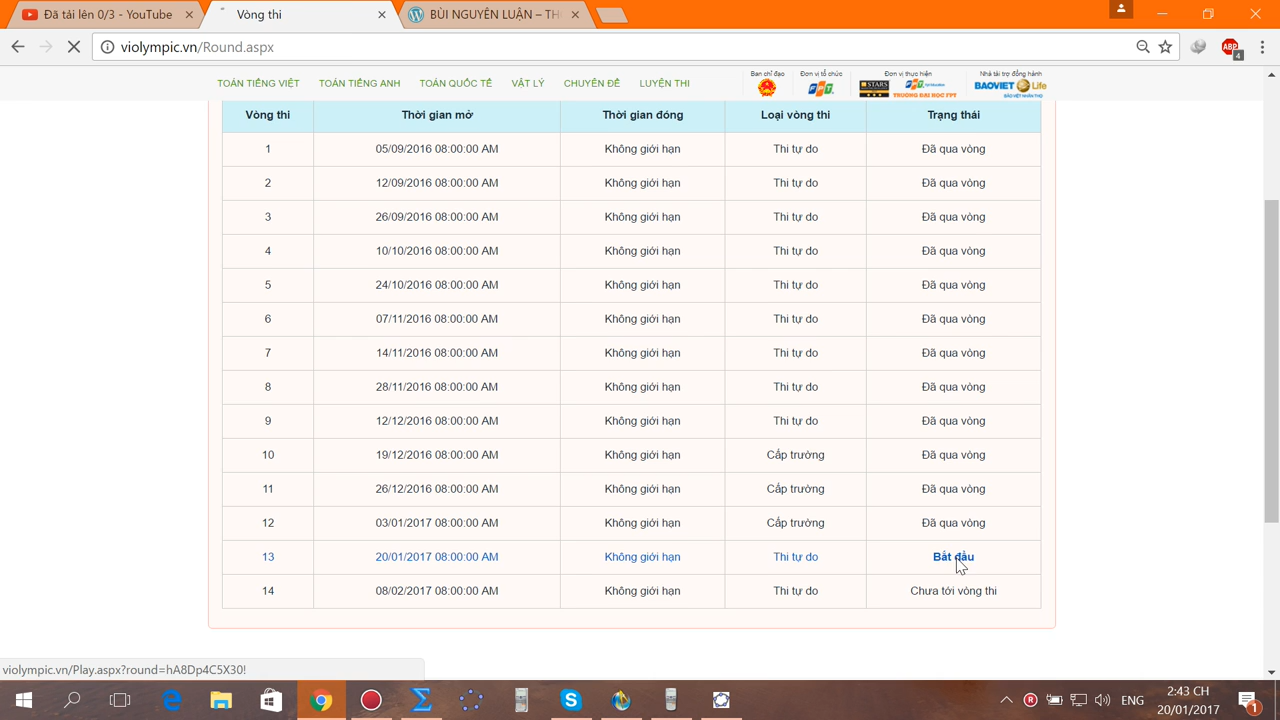 Đã tải lên 0/3 - YouTube
Vòng thi
BÙI NGUYÊN LUẬN – TH
violympic.vn/Round.aspx
ABP
4
TOÁN TIẾNG VIỆT TOÁN TIẾNG ANH TOÁN QUỐC TẾ VẬT LÝ CHUYÊN ĐỀ LUYỆN THI
Ban chỉ đạo Đơn vị tổ chức Đơn vị thực hiện Nhà tài trợ đồng hành
FPT STARS FPT Education BAOVIET Life
TRƯỜNG ĐẠI HỌC FPT
Vòng thi Thời gian mở Thời gian đóng Loại vòng thi Trạng thái
1 05/09/2016 08:00:00 AM Không giới hạn Thi tự do Đã qua vòng
2 12/09/2016 08:00:00 AM Không giới hạn Thi tự do Đã qua vòng
3 26/09/2016 08:00:00 AM Không giới hạn Thi tự do Đã qua vòng
4 10/10/2016 08:00:00 AM Không giới hạn Thi tự do Đã qua vòng
5 24/10/2016 08:00:00 AM Không giới hạn Thi tự do Đã qua vòng
6 07/11/2016 08:00:00 AM Không giới hạn Thi tự do Đã qua vòng
7 14/11/2016 08:00:00 AM Không giới hạn Thi tự do Đã qua vòng
8 28/11/2016 08:00:00 AM Không giới hạn Thi tự do Đã qua vòng
9 12/12/2016 08:00:00 AM Không giới hạn Thi tự do Đã qua vòng
10 19/12/2016 08:00:00 AM Không giới hạn Cấp trường Đã qua vòng
11 26/12/2016 08:00:00 AM Không giới hạn Cấp trường Đã qua vòng
12 03/01/2017 08:00:00 AM Không giới hạn Cấp trường Đã qua vòng
13 20/01/2017 08:00:00 AM Không giới hạn Thi tự do Bắt đầu
14 08/02/2017 08:00:00 AM Không giới hạn Thi tự do Chưa tới vòng thi
violympic.vn/Play.aspx?round=hA8Dp4C5X30!
ENG
2:43 CH
20/01/2017
1